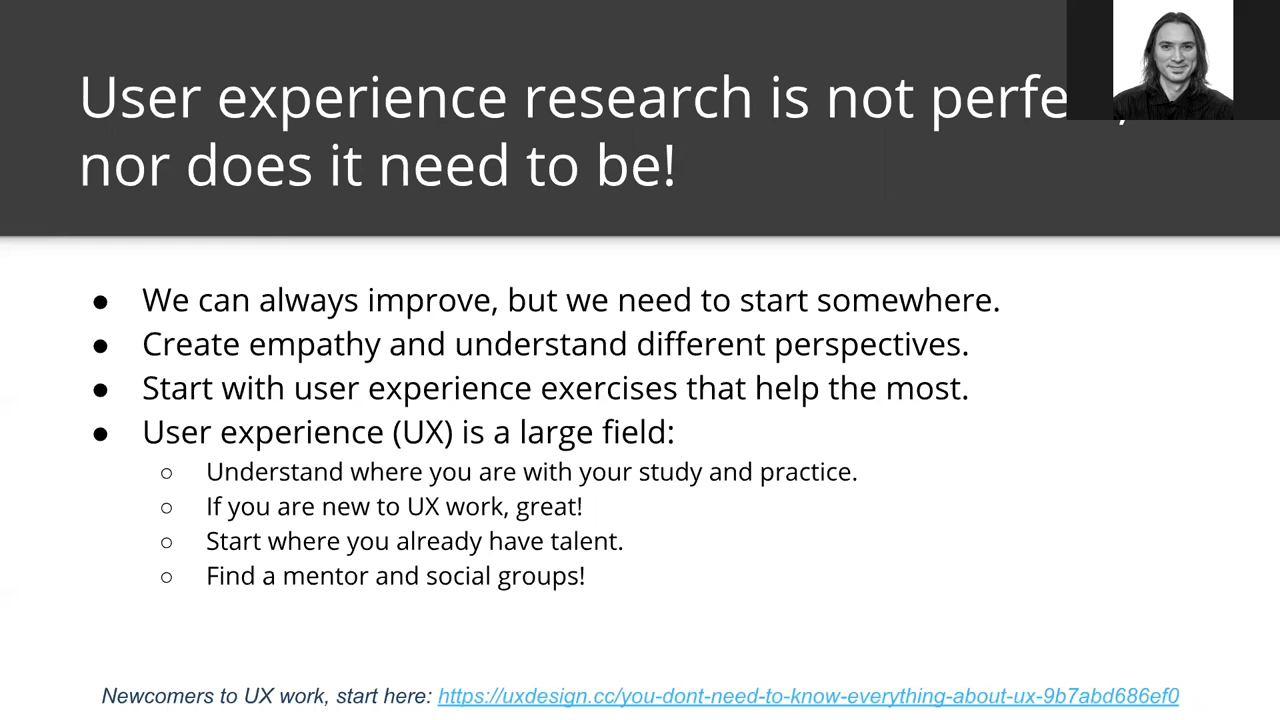 User experience research is not
nor does it need to be!
● We can always improve, but we need to start somewhere.
● Create empathy and understand different perspectives.
● Start with user experience exercises that help the most.
● User experience (UX) is a large field:
○ Understand where you are with your study and practice.
○ If you are new to UX work, great!
○ Start where you already have talent.
○ Find a mentor and social groups!
Newcomers to UX work, start here: https://uxdesign.cc/you-dont-need-to-know-everything-about-ux-9b7abd686ef0